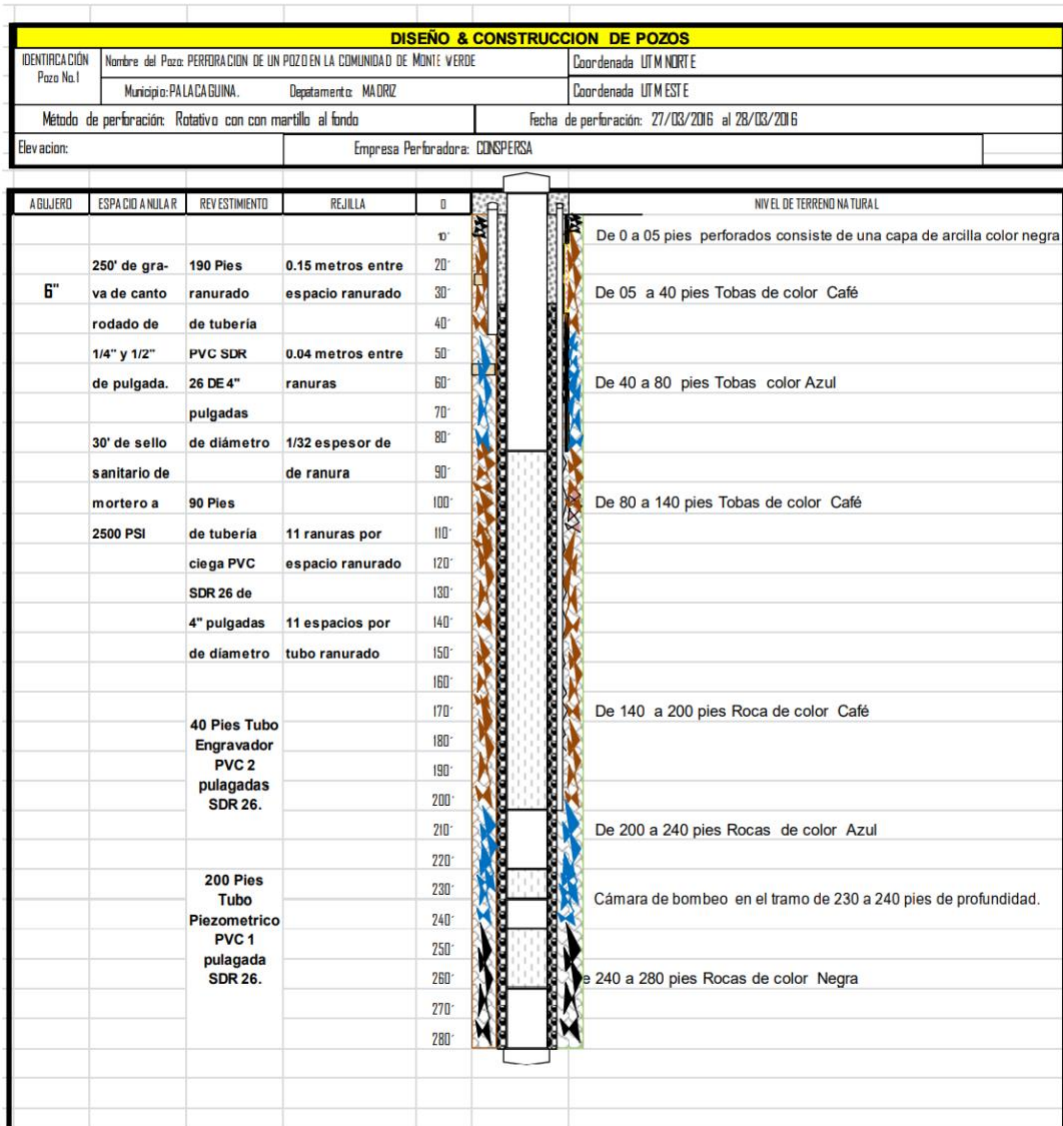 DISEÑO & CONSTRUCCION DE POZOS
IDENTIFICACIÓN
Pozo No.1
Nombre del Pozo: PERFORACION DE UN POZO EN LA COMUNIDAD DE MONTE VERDE
Coordenada UTM NORTE
Municipio: PALACAGUINA. Depatamento: MADRIZ
Coordenada UTM ESTE
Método de perforación: Rotativo con con martillo al fondo
Fecha de perforación: 27/03/2016 al 28/03/2016
Elevacion:
Empresa Perforadora: CONSPERSA
AGUJERO
ESPACIO ANULAR
REVESTIMIENTO
REJILLA
0
NIVEL DE TERRENO NATURAL
6"
250' de gra-
va de canto
rodado de
1/4" y 1/2"
de pulgada.
30' de sello
sanitario de
mortero a
2500 PSI
190 Pies
ranurado
de tubería
PVC SDR
26 DE 4"
pulgadas
de diámetro
90 Pies
de tubería
ciega PVC
SDR 26 de
4" pulgadas
de díametro
40 Pies Tubo
Engravador
PVC 2
pulagadas
SDR 26.
200 Pies
Tubo
Piezometrico
PVC 1
pulagada
SDR 26.
0.15 metros entre
espacio ranurado
0.04 metros entre
ranuras
1/32 espesor de
de ranura
11 ranuras por
espacio ranurado
11 espacios por
tubo ranurado
10'
20'
30'
40'
50'
60'
70'
80'
90'
100'
110'
120'
130'
140'
150'
160'
170'
180'
190'
200'
210'
220'
230'
240'
250'
260'
270'
280'
De 0 a 05 pies perforados consiste de una capa de arcilla color negra
De 05 a 40 pies Tobas de color Café
De 40 a 80 pies Tobas color Azul
De 80 a 140 pies Tobas de color Café
De 140 a 200 pies Roca de color Café
De 200 a 240 pies Rocas de color Azul
Cámara de bombeo en el tramo de 230 a 240 pies de profundidad.
e 240 a 280 pies Rocas de color Negra